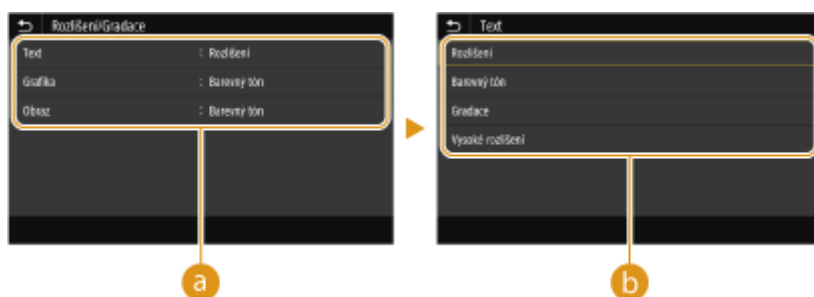 Rozlišení/Gradace
Text : Rozlišení
Grafika : Barevný tón
Obraz : Barevný tón
a
Text
Rozlišení
Barevný tón
Gradace
Vysoké rozlišení
b